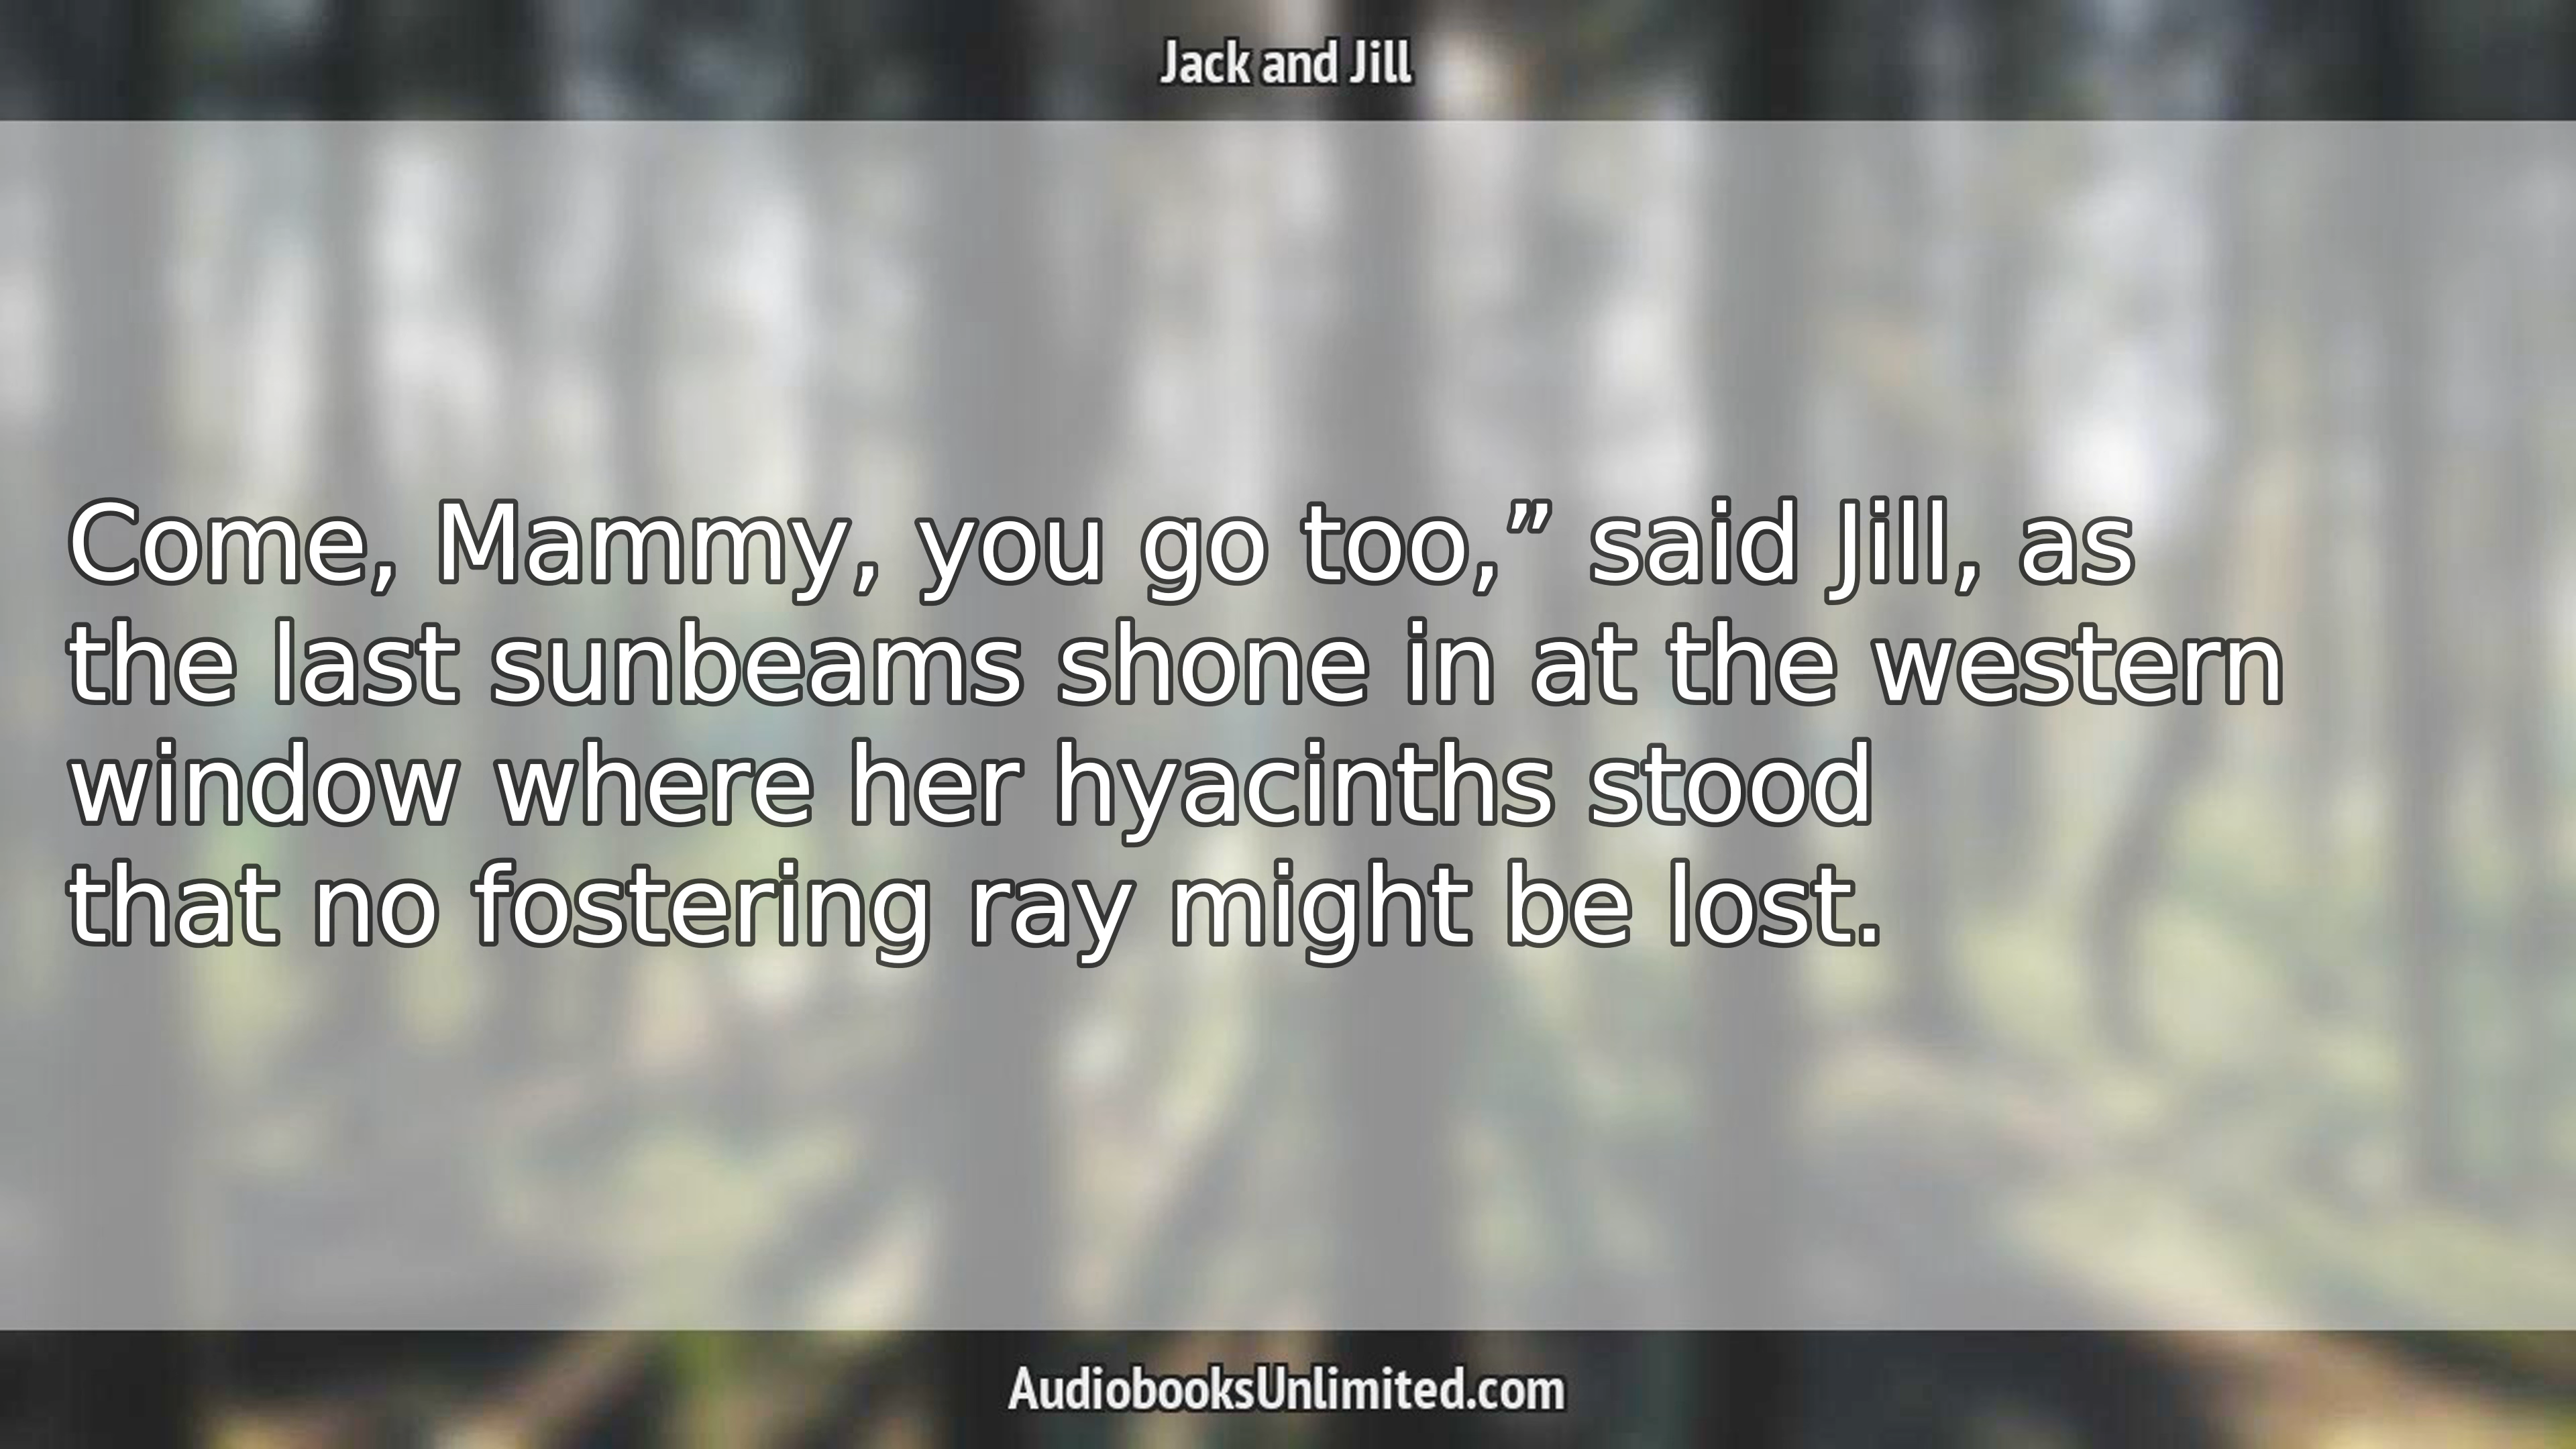 Jack and Jill
Come, Mammy, you go too,” said Jill, as
the last sunbeams shone in at the western
window where her hyacinths stood
that no fostering ray might be lost.
AudiobooksUnlimited.com